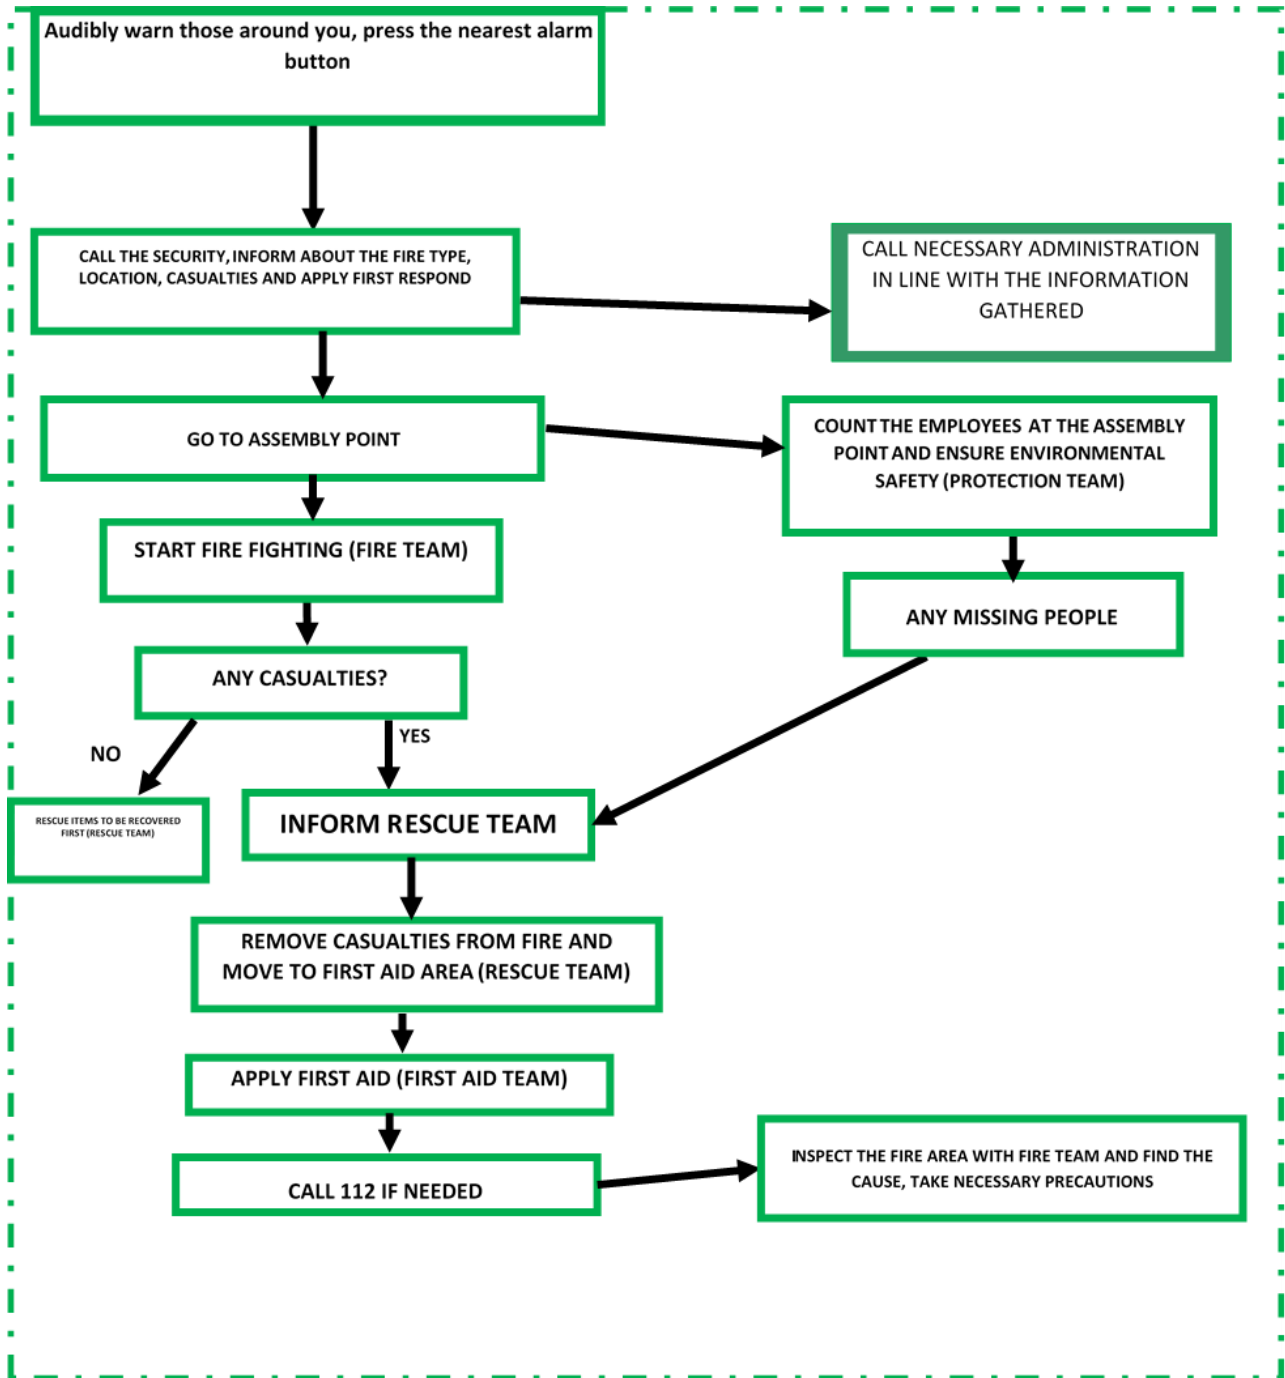 Audibly warn those around you, press the nearest alarm
button
CALL THE SECURITY, INFORM ABOUT THE FIRE TYPE,
LOCATION, CASUALTIES AND APPLY FIRST RESPOND
CALL NECESSARY ADMINISTRATION
IN LINE WITH THE INFORMATION
GATHERED
GO TO ASSEMBLY POINT
COUNT THE EMPLOYEES AT THE ASSEMBLY
POINT AND ENSURE ENVIRONMENTAL
SAFETY (PROTECTION TEAM)
START FIRE FIGHTING (FIRE TEAM)
ANY MISSING PEOPLE
ANY CASUALTIES?
NO
YES
RESCUE ITEMS TO BE RECOVERED
FIRST (RESCUE TEAM)
INFORM RESCUE TEAM
REMOVE CASUALTIES FROM FIRE AND
MOVE TO FIRST AID AREA (RESCUE TEAM)
APPLY FIRST AID (FIRST AID TEAM)
CALL 112 IF NEEDED
INSPECT THE FIRE AREA WITH FIRE TEAM AND FIND THE
CAUSE, TAKE NECESSARY PRECAUTIONS